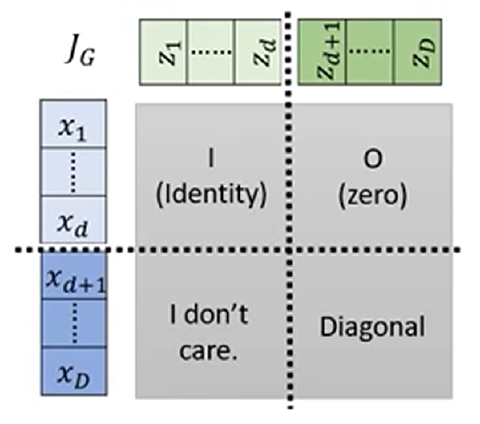 J_G
z_1 ...... z_d z_{d+1} ...... z_D
x_1
......
x_d
x_{d+1}
......
x_D
I
(Identity)
O
(zero)
I don't
care.
Diagonal